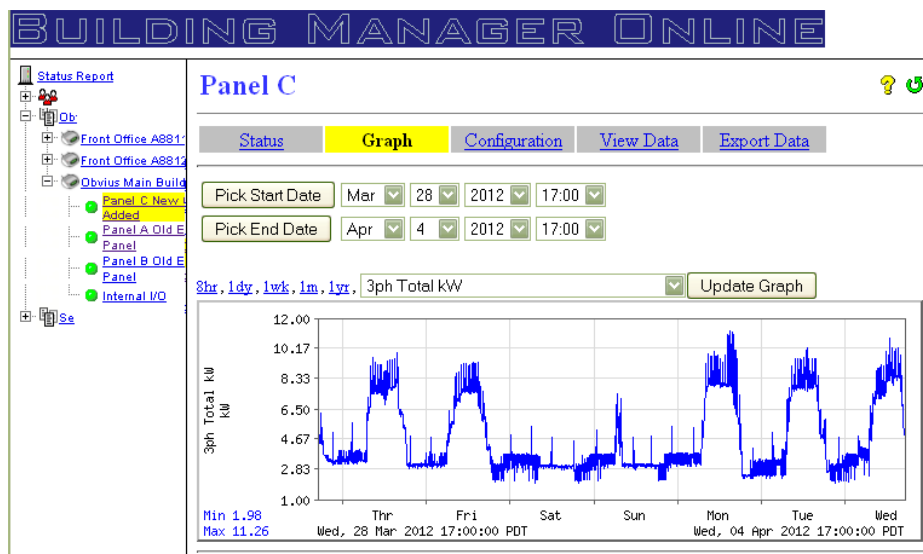 BUILDING MANAGER ONLINE
Status Report
Ob
Front Office A881
Front Office A8812
Obvius Main Build
Panel C New
Added
Panel A Old E
Panel
Panel B Old E
Panel
Internal I/O
Se
Panel C
Status Graph Configuration View Data Export Data
Pick Start Date Mar 28 2012 17:00
Pick End Date Apr 4 2012 17:00
8hr, 1dy, 1wk, 1m, 1yr, 3ph Total kW Update Graph
12.00
10.17
8.33
6.50
4.67
2.83
1.00
3ph Total kW
kW
Thr Fri Sat Sun Mon Tue Wed
Min 1.98
Max 11.26
Wed, 28 Mar 2012 17:00:00 PDT Wed, 04 Apr 2012 17:00:00 PDT